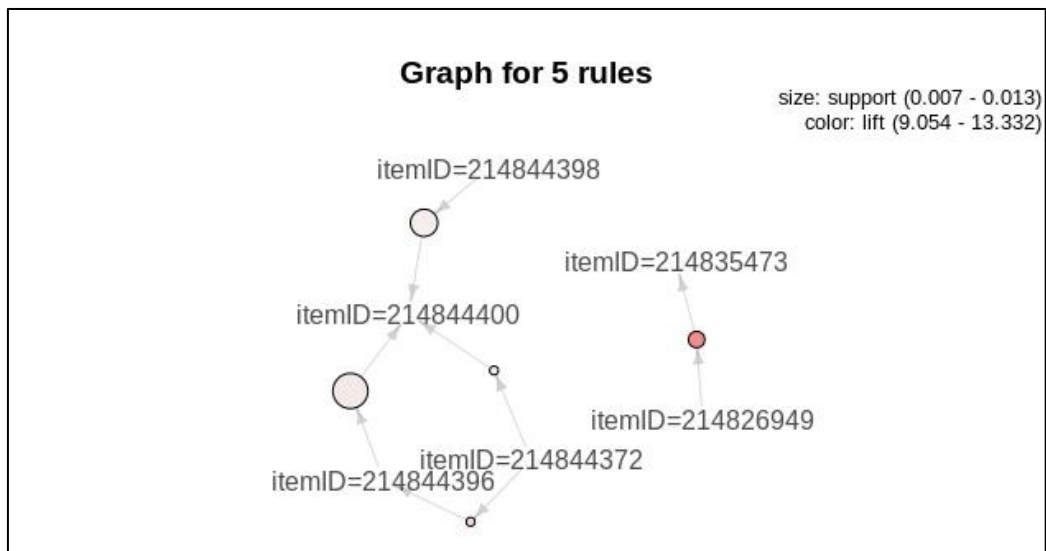 Graph for 5 rules
size: support (0.007 - 0.013)
color: lift (9.054 - 13.332)
itemID=214844398
itemID=214835473
itemID=214844400
itemID=214826949
itemID=214844372
itemID=214844396